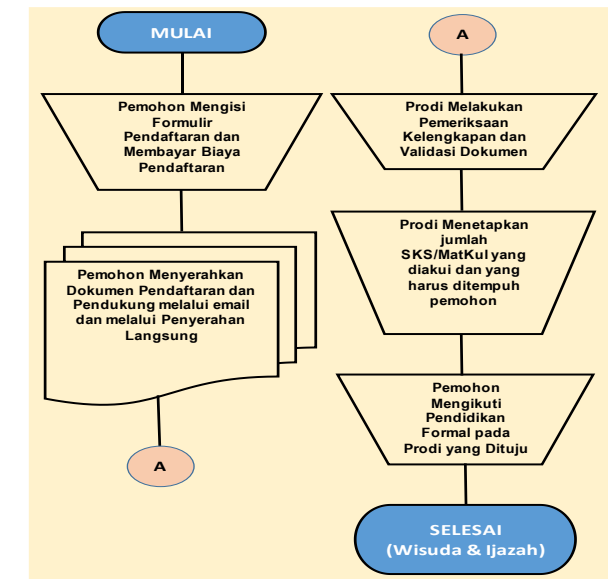 MULAI
Pemohon Mengisi
Formulir
Pendaftaran dan
Membayar Biaya
Pendaftaran
Pemohon Menyerahkan
Dokumen Pendaftaran dan
Pendukung melalui email
dan melalui Penyerahan
Langsung
A
A
Prodi Melakukan
Pemeriksaan
Kelengkapan dan
Validasi Dokumen
Prodi Menetapkan
jumlah
SKS/MatKul yang
diakui dan yang
harus ditempuh
pemohon
Pemohon
Mengikuti
Pendidikan
Formal pada
Prodi yang Dituju
SELESAI
(Wisuda & Ijazah)